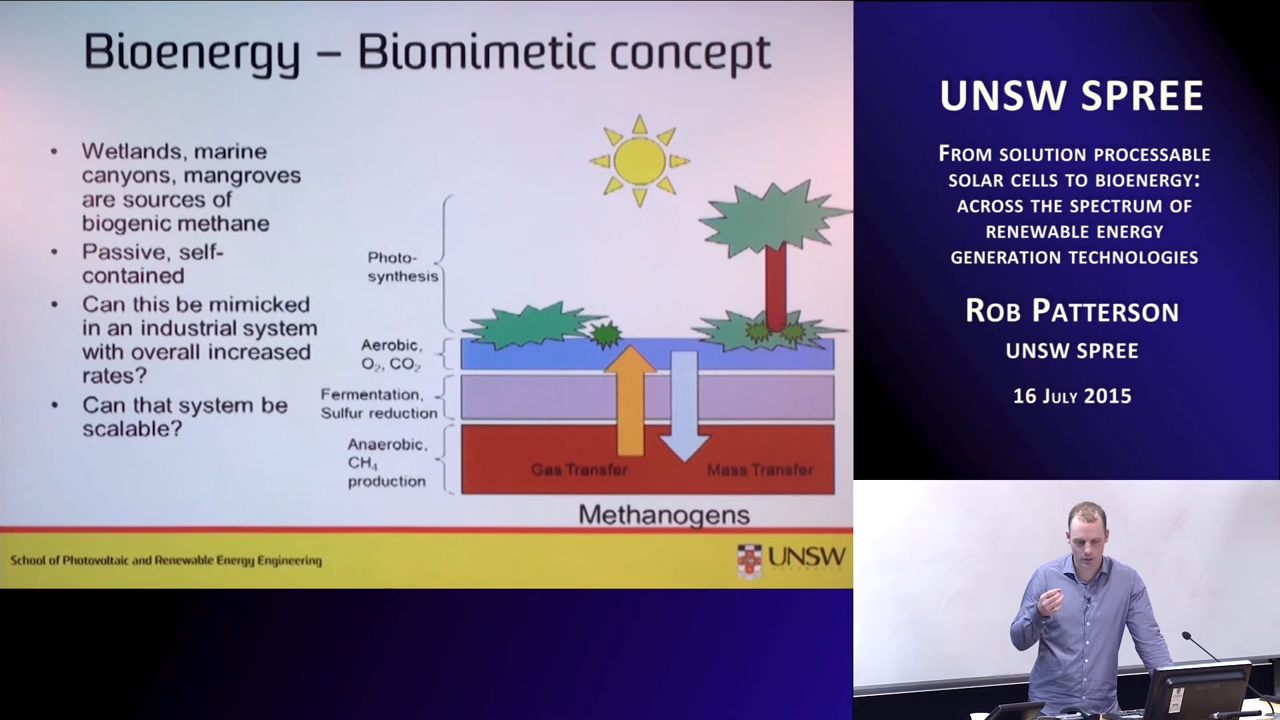 Bioenergy – Biomimetic concept
• Wetlands, marine
canyons, mangroves
are sources of
biogenic methane
• Passive, self-
contained
• Can this be mimicked
in an industrial system
with overall increased
rates?
• Can that system be
scalable?
Photo-
synthesis
Aerobic,
O₂, CO₂
Fermentation,
Sulfur reduction
Anaerobic,
CH₄
production
Gas Transfer
Mass Transfer
Methanogens
School of Photovoltaic and Renewable Energy Engineering
UNSW
UNSW SPREE
From solution processable
solar cells to bioenergy:
across the spectrum of
renewable energy
generation technologies
Rob Patterson
UNSW SPREE
16 July 2015